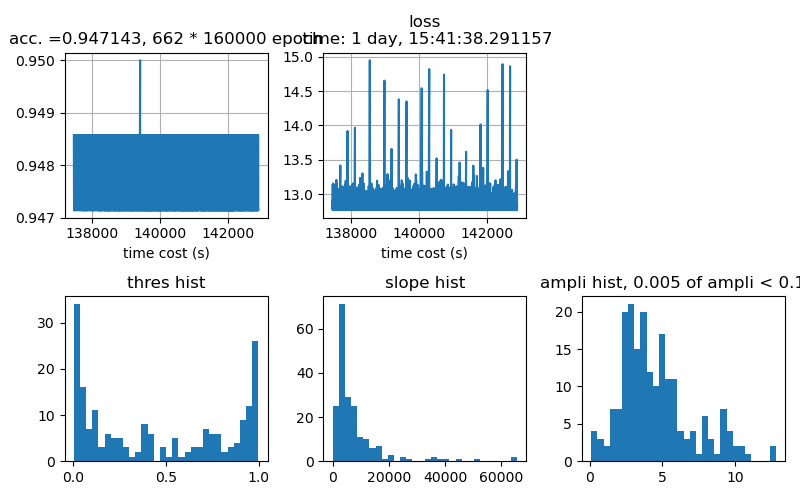 acc. =0.947143, 662 * 160000 epoch
loss
time: 1 day, 15:41:38.291157
0.950
0.949
0.948
0.947
138000 140000 142000
time cost (s)
15.0
14.5
14.0
13.5
13.0
138000 140000 142000
time cost (s)
thres hist
30
20
10
0
0.0 0.5 1.0
slope hist
60
40
20
0
0 20000 40000 60000
ampli hist, 0.005 of ampli < 0.1
20
15
10
5
0
0 5 10